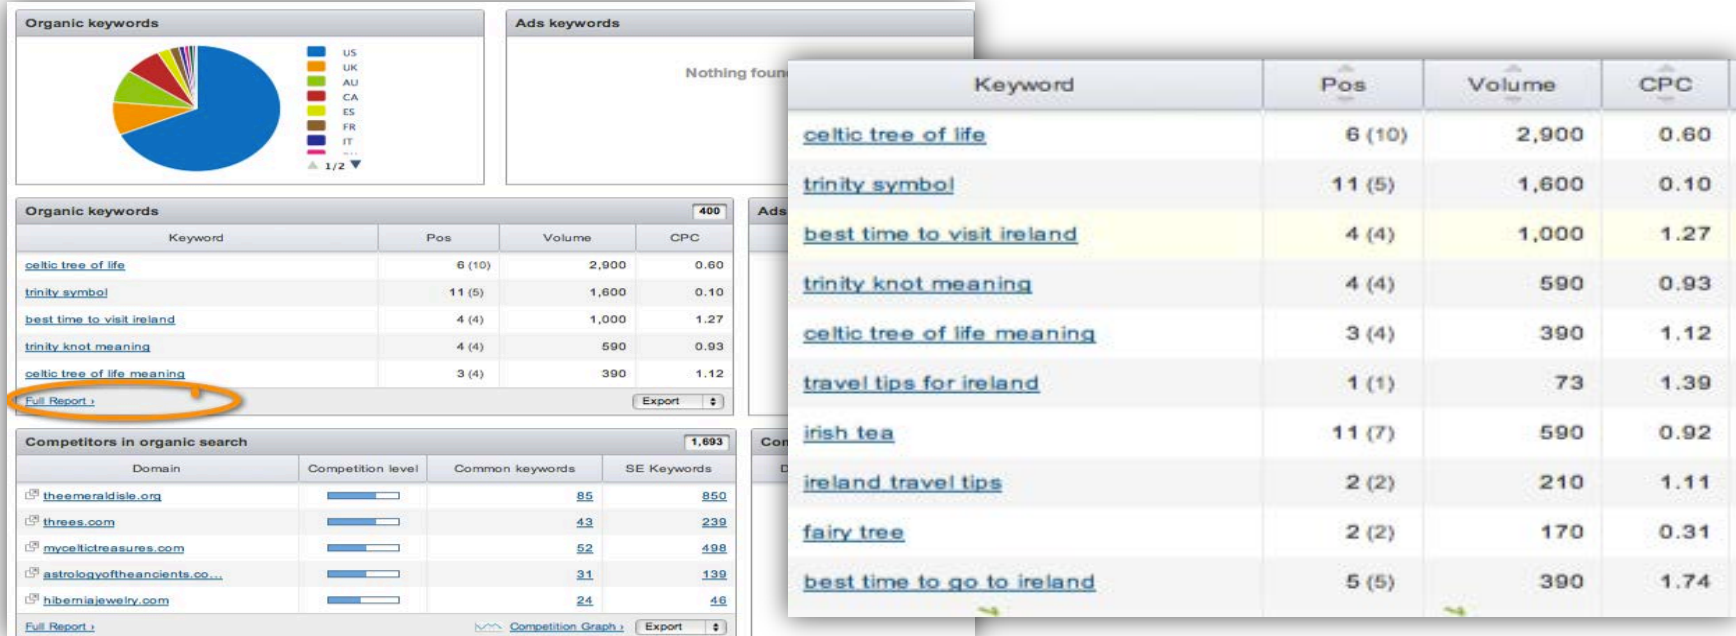 Organic keywords
US
UK
AU
CA
ES
FR
IT
1/2
Ads keywords
Nothing foun
Organic keywords 400
Keyword Pos Volume CPC
celtic tree of life 6 (10) 2,900 0.60
trinity symbol 11 (5) 1,600 0.10
best time to visit ireland 4 (4) 1,000 1.27
trinity knot meaning 4 (4) 590 0.93
celtic tree of life meaning 3 (4) 390 1.12
Full Report › Export
Ads
Competitors in organic search 1,693
Domain Competition level Common keywords SE Keywords
theemeraldisle.org 85 850
threes.com 43 239
myceltictreasures.com 52 498
astrologyoftheancients.co... 31 139
hiberniajewelry.com 24 46
Full Report › Competition Graph › Export
Con
D
Keyword Pos Volume CPC
celtic tree of life 6 (10) 2,900 0.60
trinity symbol 11 (5) 1,600 0.10
best time to visit ireland 4 (4) 1,000 1.27
trinity knot meaning 4 (4) 590 0.93
celtic tree of life meaning 3 (4) 390 1.12
travel tips for ireland 1 (1) 73 1.39
irish tea 11 (7) 590 0.92
ireland travel tips 2 (2) 210 1.11
fairy tree 2 (2) 170 0.31
best time to go to ireland 5 (5) 390 1.74